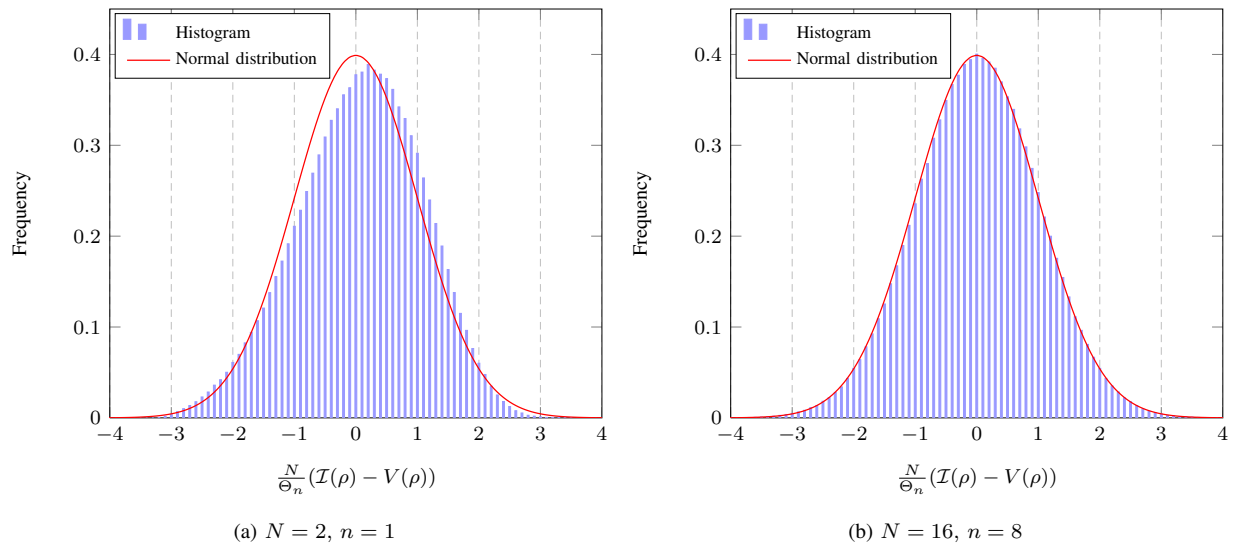 Histogram
Normal distribution
0.4
0.3
0.2
0.1
0
Frequency
−4 −3 −2 −1 0 1 2 3 4
N/Θₙ (𝓘(ρ) − V(ρ))
(a) N = 2, n = 1
Histogram
Normal distribution
0.4
0.3
0.2
0.1
0
Frequency
−4 −3 −2 −1 0 1 2 3 4
N/Θₙ (𝓘(ρ) − V(ρ))
(b) N = 16, n = 8